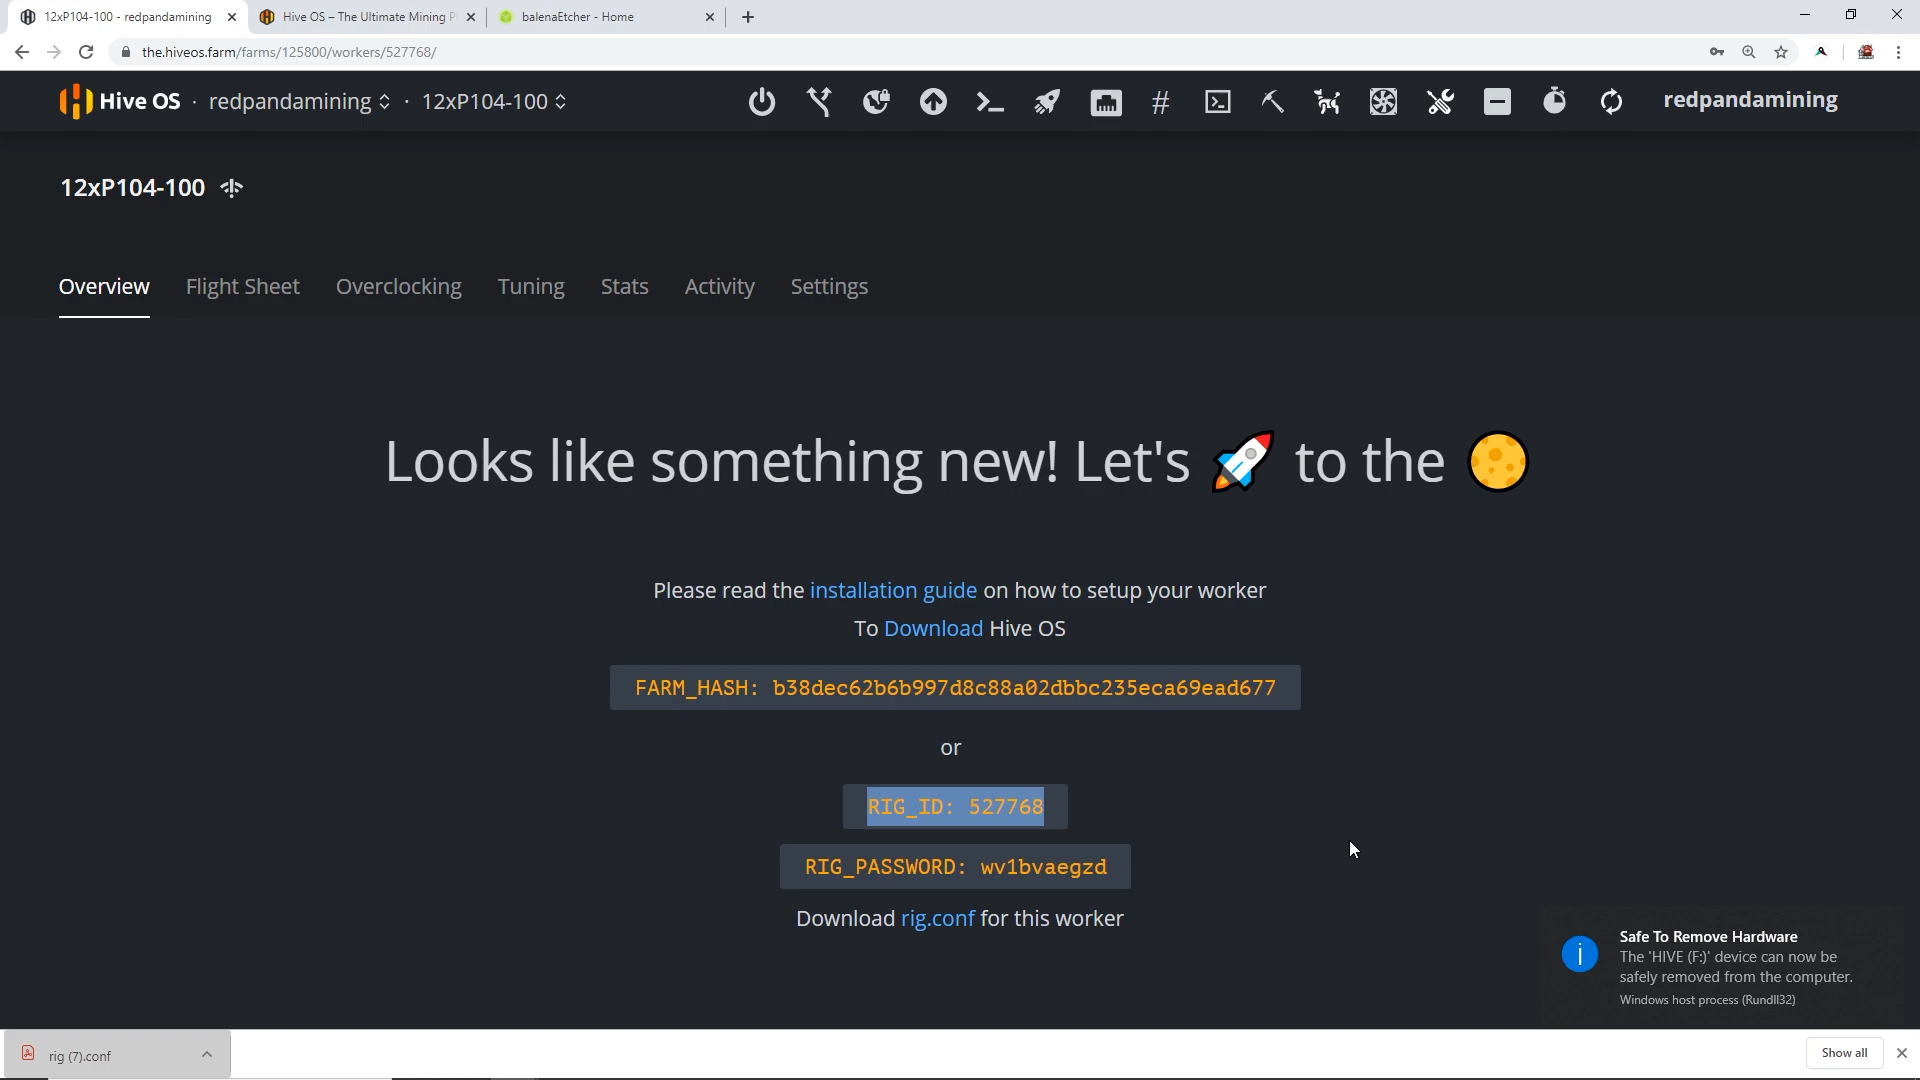 12xP104-100 - redpandamining
Hive OS – The Ultimate Mining P
balenaEtcher - Home
the.hiveos.farm/farms/125800/workers/527768/
Hive OS · redpandamining · 12xP104-100
redpandamining
12xP104-100
Overview Flight Sheet Overclocking Tuning Stats Activity Settings
Looks like something new! Let's 🚀 to the 🌕
Please read the installation guide on how to setup your worker
To Download Hive OS
FARM_HASH: b38dec62b6b997d8c88a02dbbc235eca69ead677
or
RIG_ID: 527768
RIG_PASSWORD: wv1bvaegzd
Download rig.conf for this worker
Safe To Remove Hardware
The 'HIVE (F:)' device can now be
safely removed from the computer.
Windows host process (Rundll32)
rig (7).conf
Show all